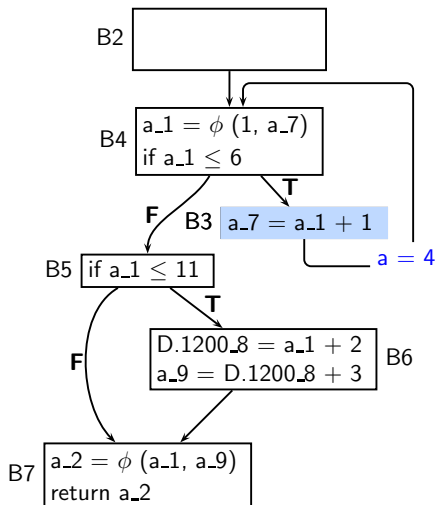 B2
B4
a_1 = ϕ (1, a_7)
if a_1 ≤ 6
F
T
B3
a_7 = a_1 + 1
a = 4
B5
if a_1 ≤ 11
T
F
D.1200_8 = a_1 + 2
a_9 = D.1200_8 + 3
B6
B7
a_2 = ϕ (a_1, a_9)
return a_2